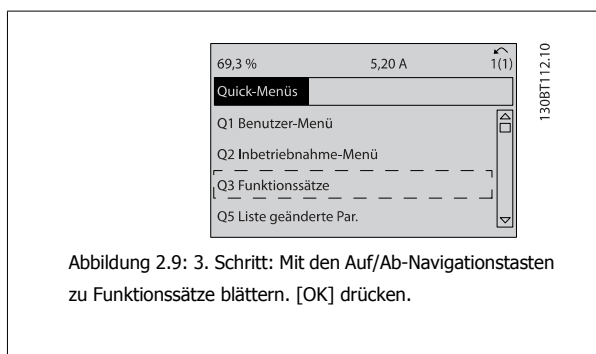 69,3 % 5,20 A 1(1)
Quick-Menüs
Q1 Benutzer-Menü
Q2 Inbetriebnahme-Menü
Q3 Funktionssätze
Q5 Liste geänderte Par.
130BT112.10
Abbildung 2.9: 3. Schritt: Mit den Auf/Ab-Navigationstasten
zu Funktionssätze blättern. [OK] drücken.